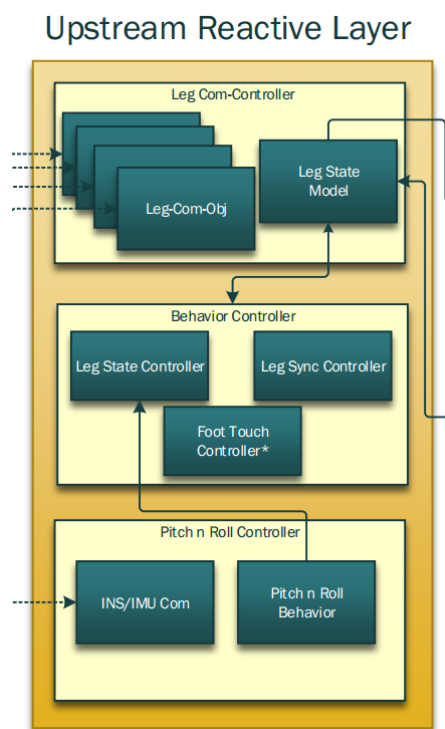 Upstream Reactive Layer
Leg Com-Controller
Leg-Com-Obj
Leg State
Model
Behavior Controller
Leg State Controller
Leg Sync Controller
Foot Touch
Controller*
Pitch n Roll Controller
INS/IMU Com
Pitch n Roll
Behavior